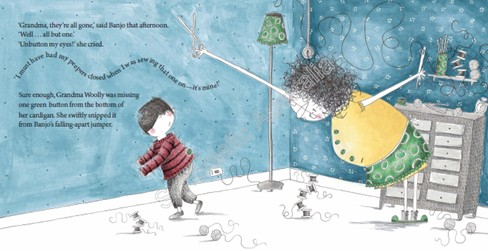 'Grandma, they're all gone,' said Banjo that afternoon.
'Well . . . all but one.'
'Unbutton my eyes!' she cried.
'I must have had my peepers closed when I was sewing that one on—it's mine!'
Sure enough, Grandma Woolly was missing
one green button from the bottom of
her cardigan. She swiftly snipped it
from Banjo's falling-apart jumper.